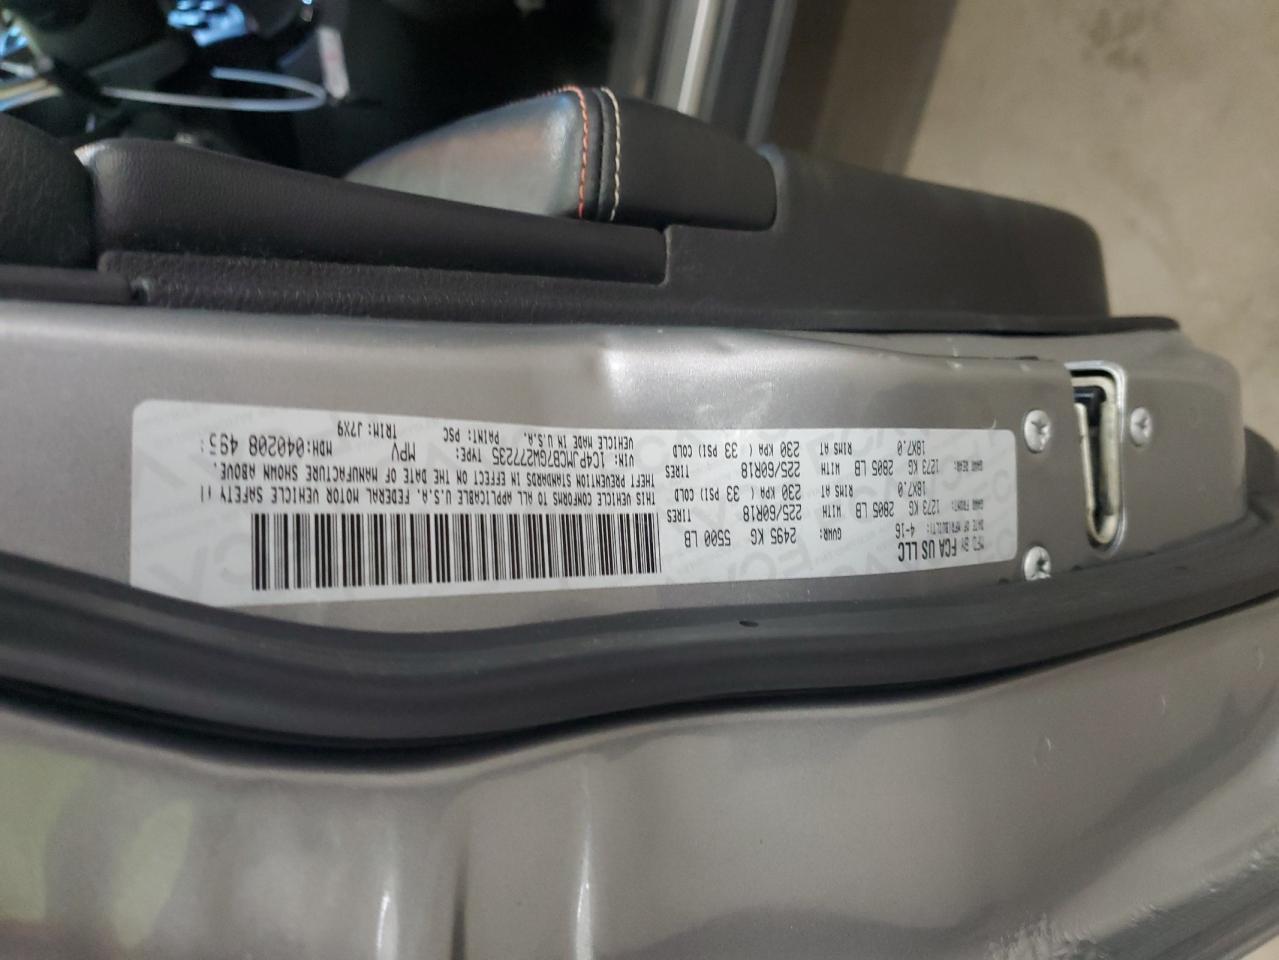 MFD BY FCA US LLC
DATE OF MFR(BUILT): 4-16 GVWR: 2495 KG 5500 LB
GAWR FRONT: 1273 KG 2805 LB WITH 225/60R18 TIRES
18X7.0 RIMS AT 230 KPA ( 33 PSI) COLD
GAWR REAR: 1273 KG 2805 LB WITH 225/60R18 TIRES
18X7.0 RIMS AT 230 KPA ( 33 PSI) COLD
THIS VEHICLE CONFORMS TO ALL APPLICABLE U.S.A. FEDERAL MOTOR VEHICLE SAFETY
THEFT PREVENTION STANDARDS IN EFFECT ON THE DATE OF MANUFACTURE SHOWN ABOVE.
VIN: 1C4PJMCB7GW277235 TYPE: MPV MDH:040208 495
VEHICLE MADE IN U.S.A. PAINT: PSC TRIM: J7X9